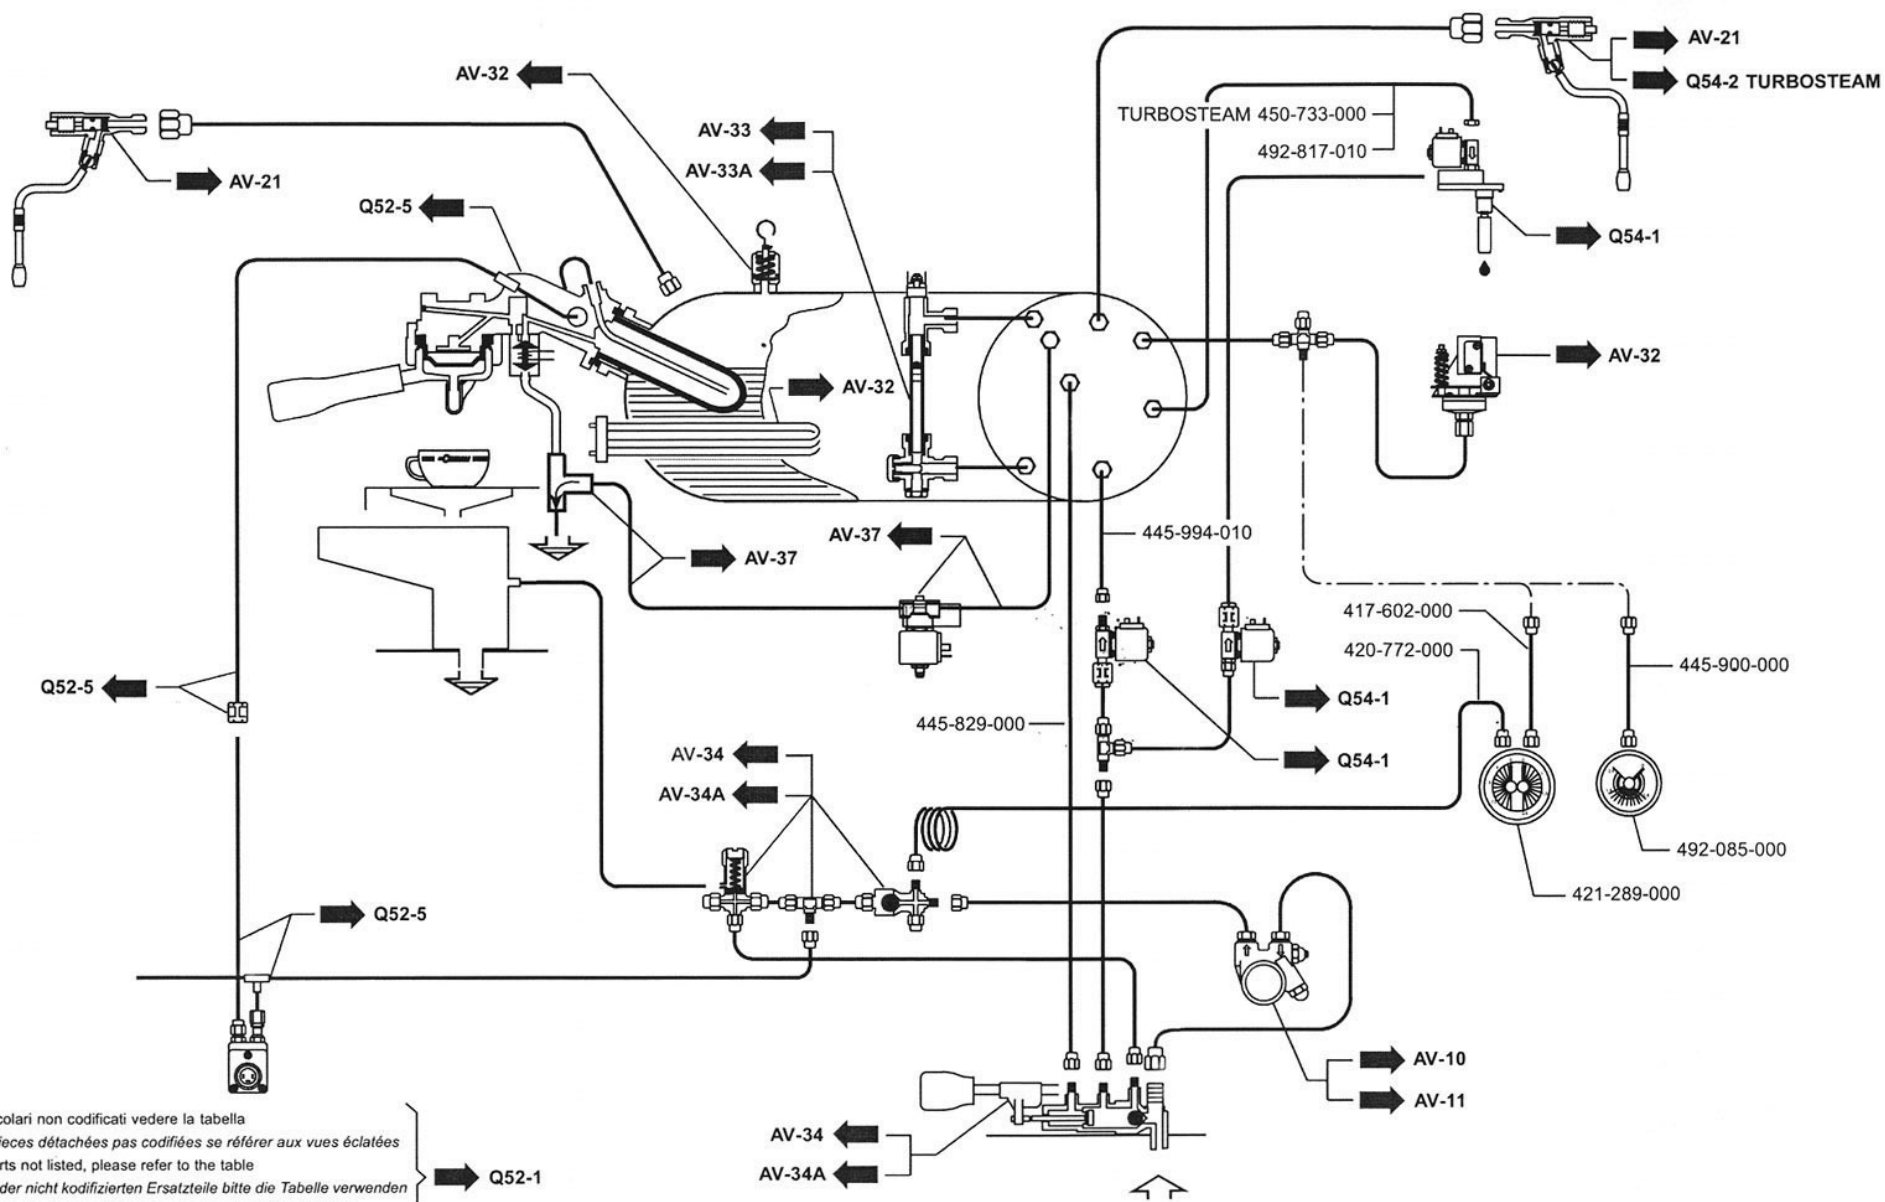 AV-21
AV-32
Q54-2 TURBOSTEAM
TURBOSTEAM 450-733-000
AV-33
492-817-010
AV-33A
AV-21
Q52-5
Q54-1
AV-32
AV-32
445-994-010
AV-37
AV-37
417-602-000
420-772-000
445-900-000
Q52-5
Q54-1
445-829-000
AV-34
Q54-1
AV-34A
492-085-000
421-289-000
Q52-5
AV-10
AV-11
colari non codificati vedere la tabella
ieces détachées pas codifiées se référer aux vues éclatées
rts not listed, please refer to the table
der nicht kodifizierten Ersatzteile bitte die Tabelle verwenden
Q52-1
AV-34
AV-34A